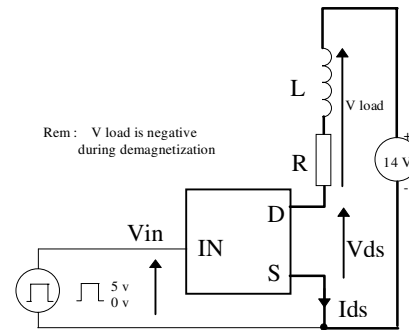 L
V load
Rem : V load is negative
during demagnetization
R
+
14 V
-
D
Vin
IN
Vds
S
5 v
0 v
Ids